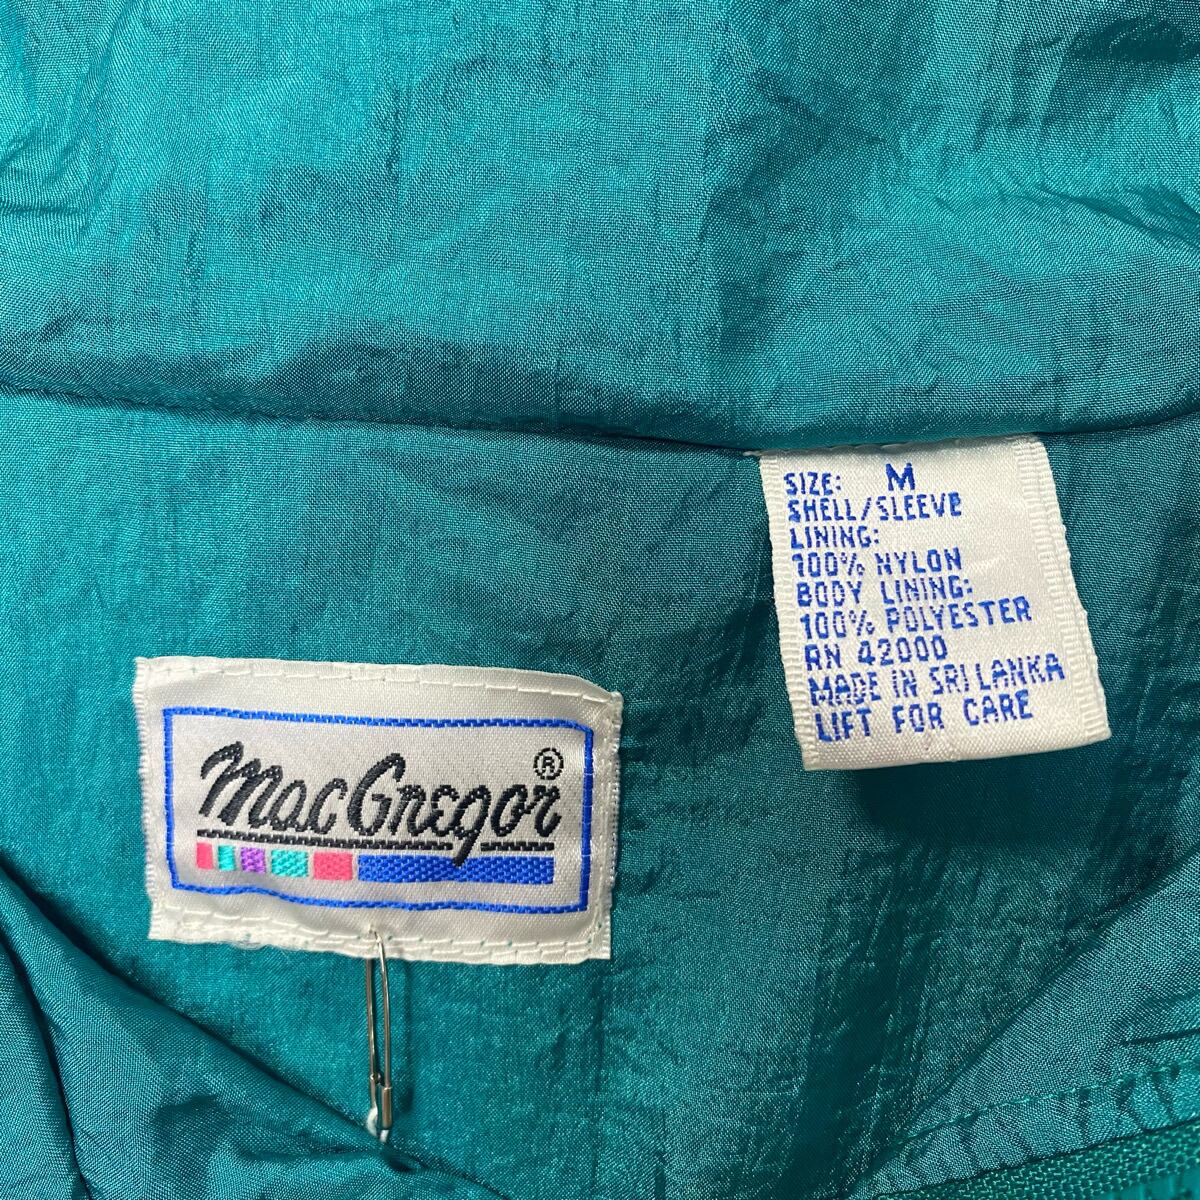 SIZE: M
SHELL/SLEEVE
LINING:
100% NYLON
BODY LINING:
100% POLYESTER
RN 42000
MADE IN SRI LANKA
LIFT FOR CARE
MacGregor®